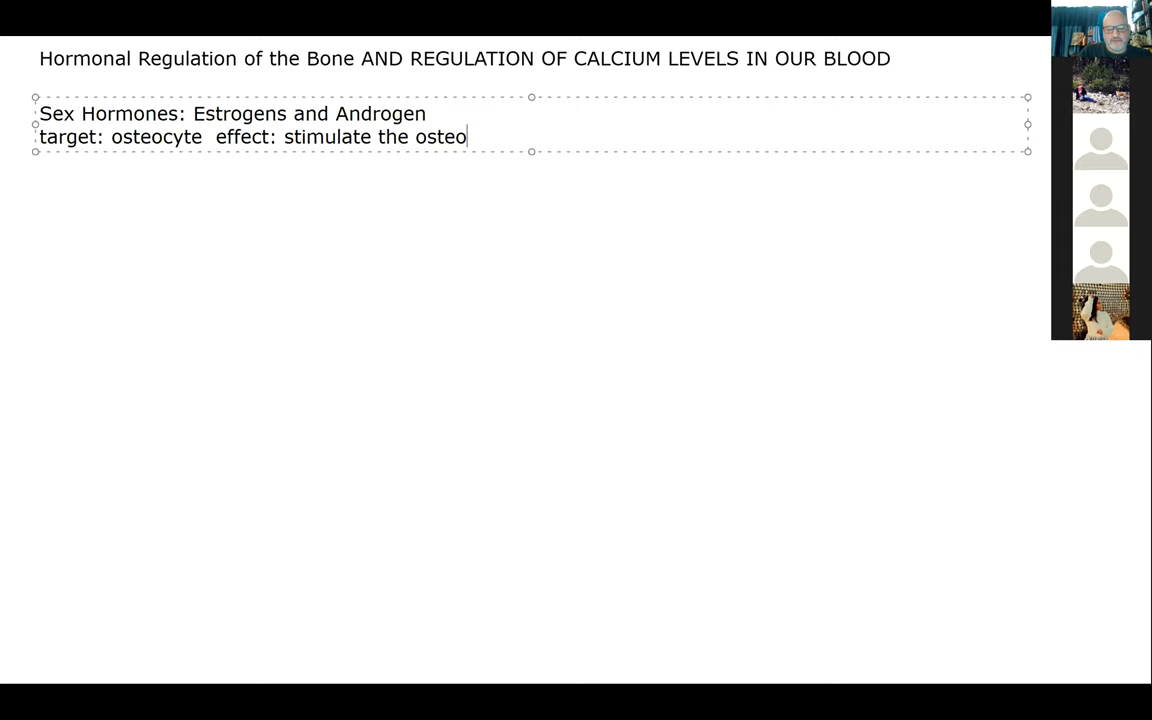 Hormonal Regulation of the Bone AND REGULATION OF CALCIUM LEVELS IN OUR BLOOD
Sex Hormones: Estrogens and Androgen
target: osteocyte  effect: stimulate the osteo